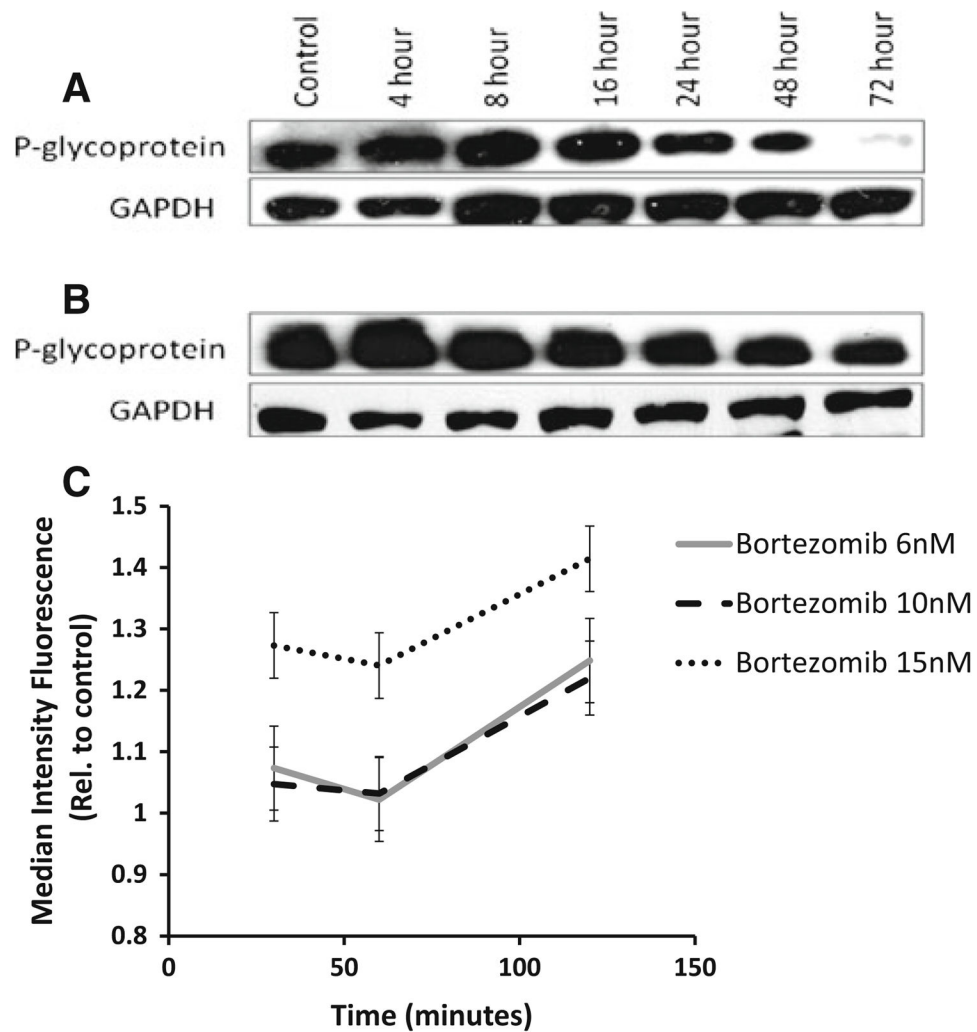 A
Control
4 hour
8 hour
16 hour
24 hour
48 hour
72 hour
P-glycoprotein
GAPDH
B
P-glycoprotein
GAPDH
C
Median Intensity Fluorescence
(Rel. to control)
1.5
1.4
1.3
1.2
1.1
1
0.9
0.8
0
50
100
150
Time (minutes)
Bortezomib 6nM
Bortezomib 10nM
Bortezomib 15nM